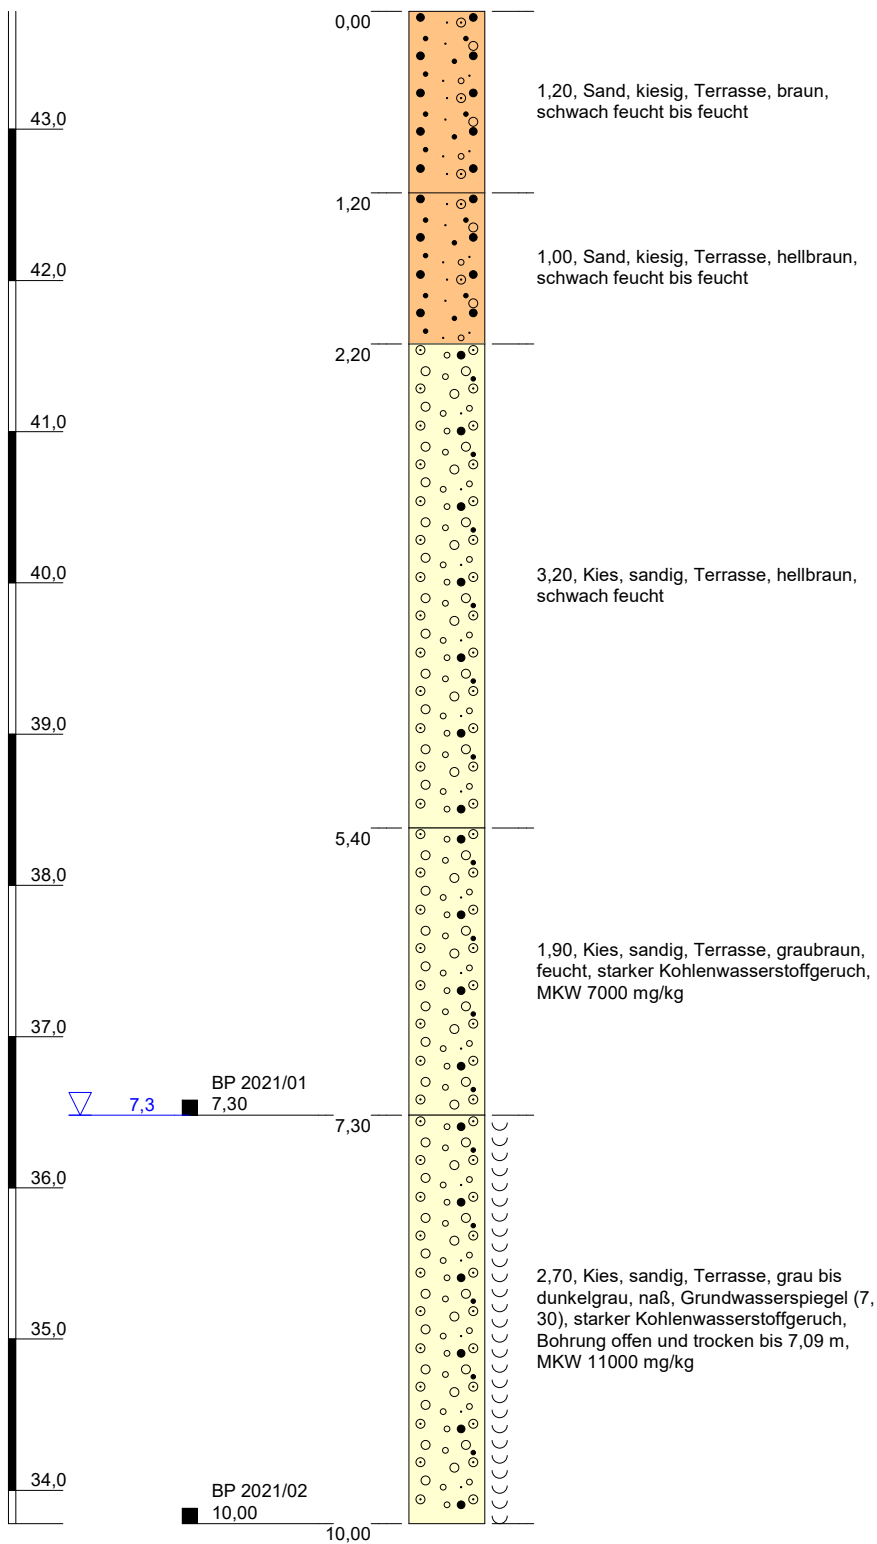 0,00
1,20, Sand, kiesig, Terrasse, braun,
schwach feucht bis feucht
43,0
1,20
1,00, Sand, kiesig, Terrasse, hellbraun,
schwach feucht bis feucht
42,0
2,20
41,0
40,0
3,20, Kies, sandig, Terrasse, hellbraun,
schwach feucht
39,0
5,40
38,0
1,90, Kies, sandig, Terrasse, graubraun,
feucht, starker Kohlenwasserstoffgeruch,
MKW 7000 mg/kg
37,0
BP 2021/01
7,3
7,30
7,30
36,0
2,70, Kies, sandig, Terrasse, grau bis
dunkelgrau, naß, Grundwasserspiegel (7,
30), starker Kohlenwasserstoffgeruch,
Bohrung offen und trocken bis 7,09 m,
MKW 11000 mg/kg
35,0
34,0
BP 2021/02
10,00
10,00